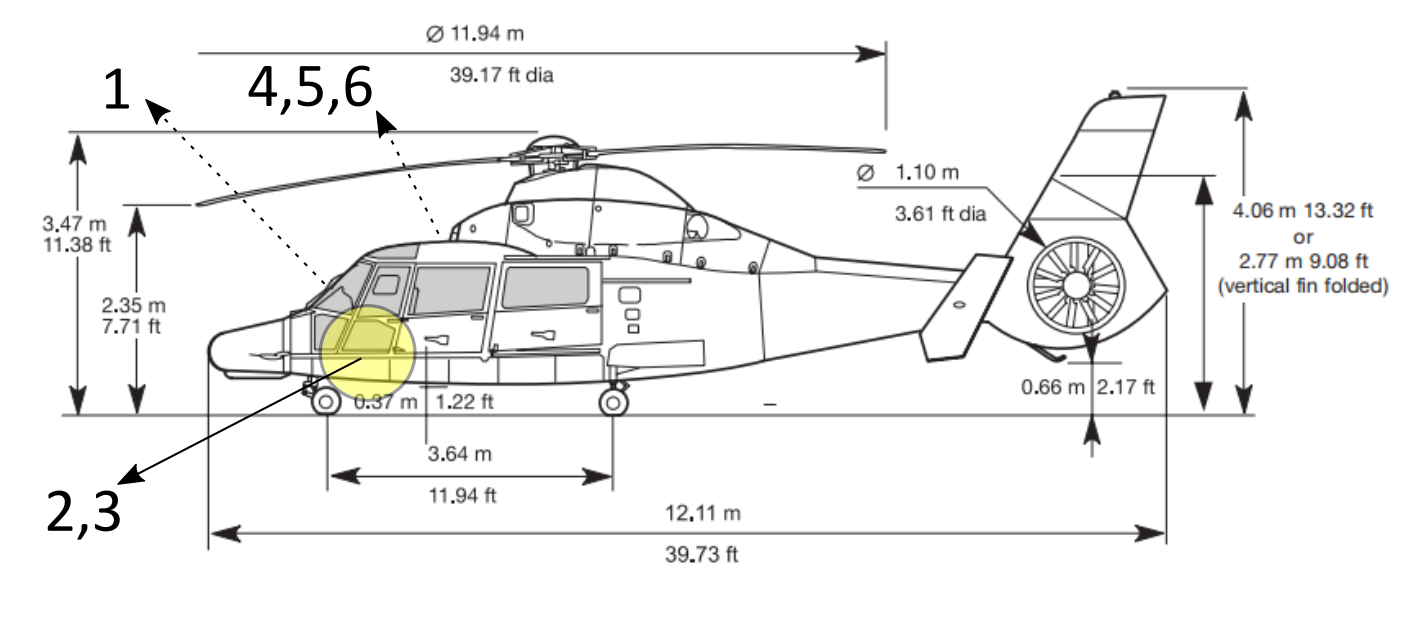 Ø 11.94 m
39.17 ft dia
1
4,5,6
Ø 1.10 m
3.61 ft dia
3.47 m
11.38 ft
4.06 m 13.32 ft
or
2.77 m 9.08 ft
(vertical fin folded)
2.35 m
7.71 ft
0.66 m 2.17 ft
0.37 m 1.22 ft
3.64 m
11.94 ft
2,3
12.11 m
39.73 ft